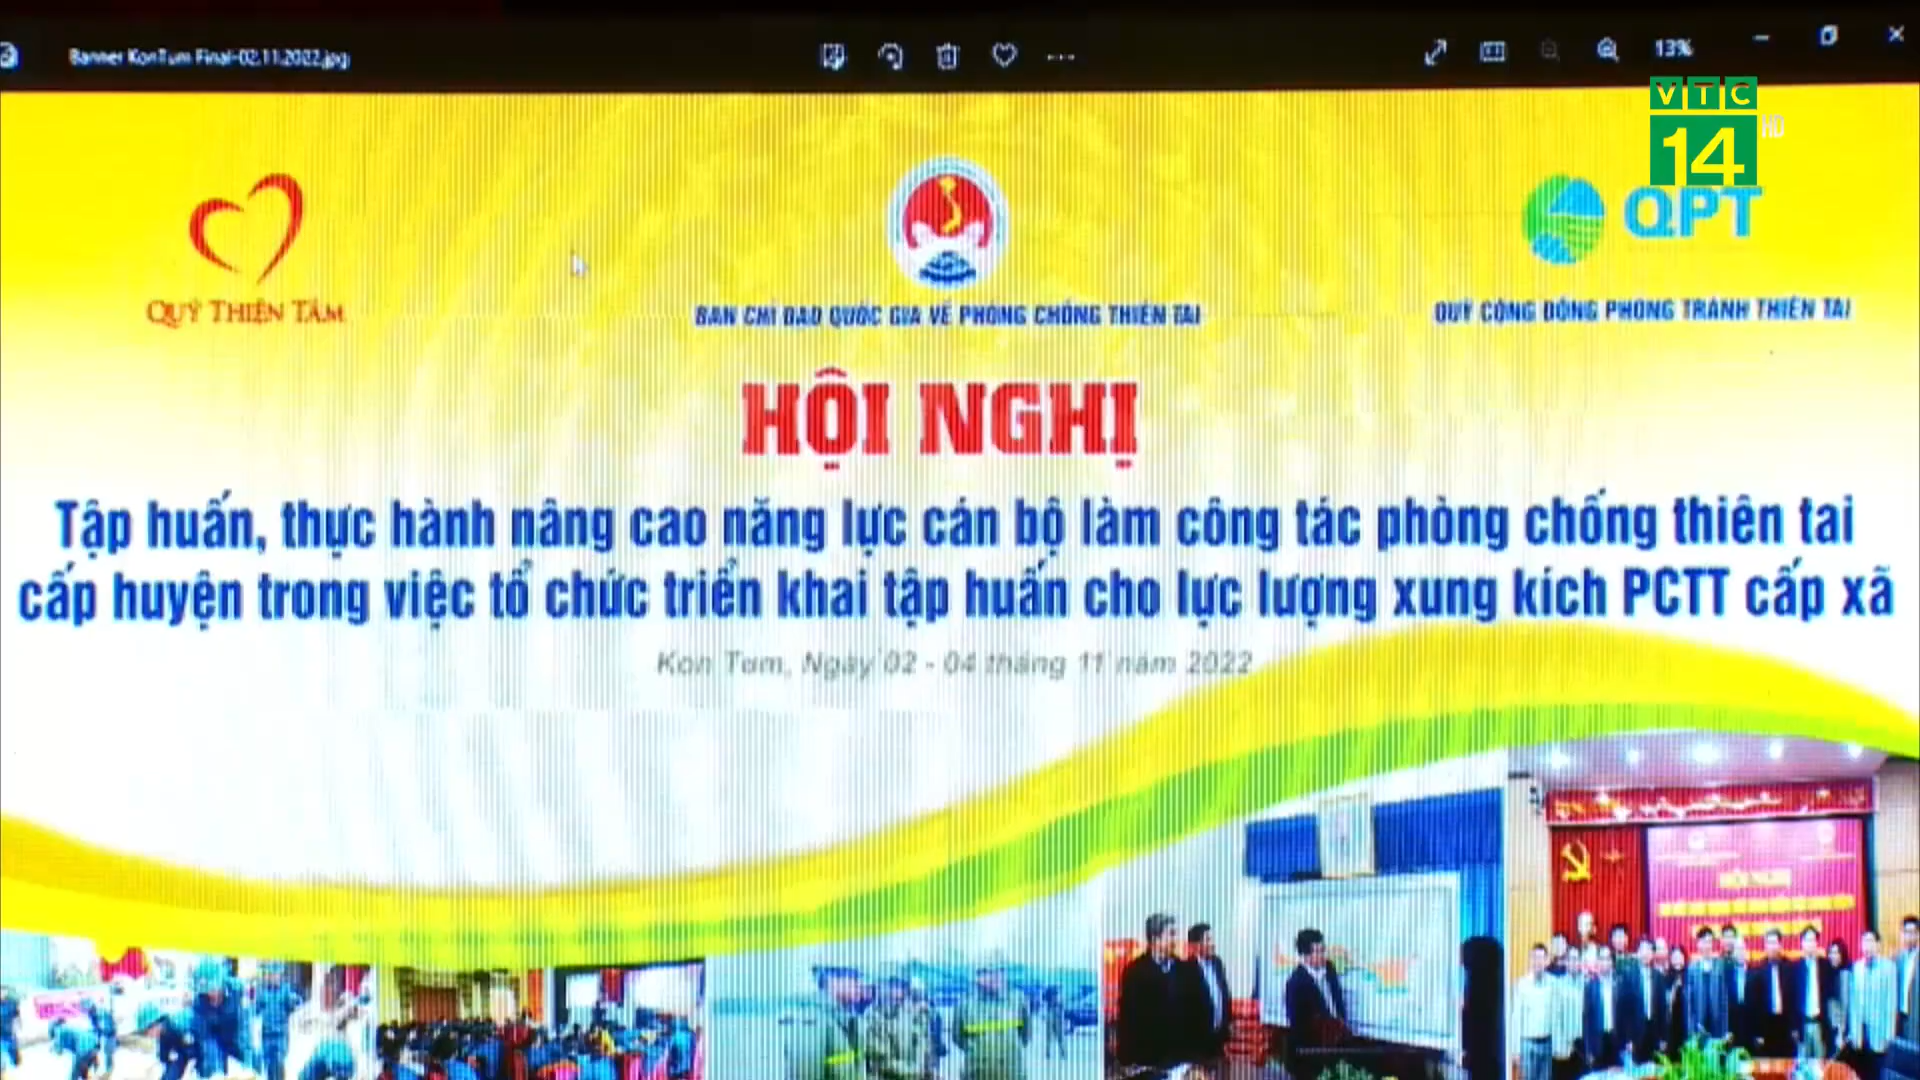 Banner KonTum Final-02.11.2022.jpg
13%
VTC
14 HD
QPT
QUỸ THIỆN TÂM
BAN CHỈ ĐẠO QUỐC GIA VỀ PHÒNG CHỐNG THIÊN TAI
QUỸ CỘNG ĐỒNG PHÒNG TRÁNH THIÊN TAI
HỘI NGHỊ
Tập huấn, thực hành nâng cao năng lực cán bộ làm công tác phòng chống thiên tai
cấp huyện trong việc tổ chức triển khai tập huấn cho lực lượng xung kích PCTT cấp xã
Kon Tum, Ngày 02 - 04 tháng 11 năm 2022
HỘI NGHỊ